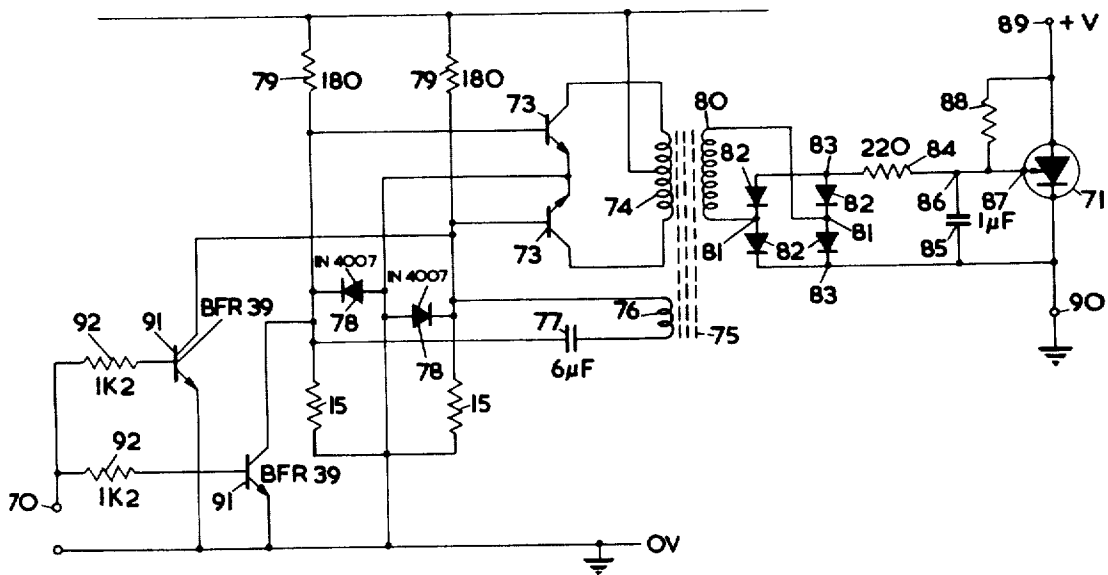 89 + V
79 180 79 180
88
73 80
82 83 220 84
74 82 87 71
86
81 81 1µF
73 82 85
IN 4007 IN 4007
83
92 91 BFR 39 78 77 76 90
78 75
1K2 6µF
15 15
92
BFR 39
70 1K2 91
0V